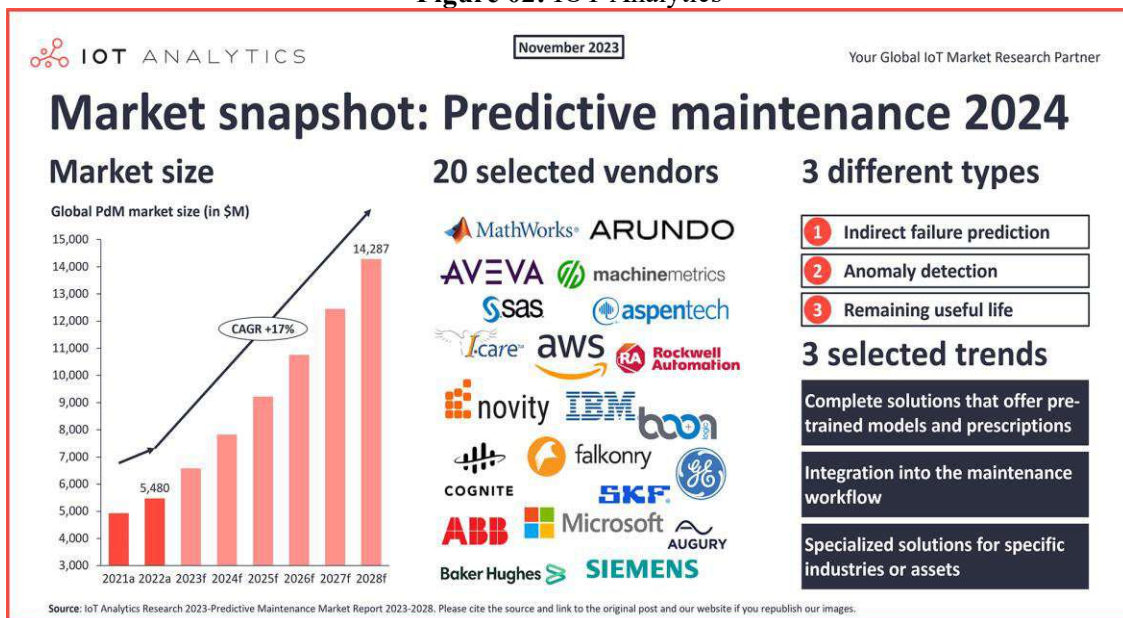 Figure 02: IOT Analytics
IOT ANALYTICS
November 2023
Your Global IoT Market Research Partner
Market snapshot: Predictive maintenance 2024
Market size
Global PdM market size (in $M)
15,000
14,000
13,000
12,000
11,000
10,000
9,000
8,000
7,000
6,000
5,000
4,000
3,000
5,480
CAGR +17%
14,287
2021a 2022a 2023f 2024f 2025f 2026f 2027f 2028f
20 selected vendors
MathWorks® ARUNDO
AVEVA machinemetrics
sas aspentech
I-care™ aws RA Rockwell Automation
novity IBM boon logic
COGNITE falkonry GE
SKF
ABB Microsoft AUGURY
Baker Hughes SIEMENS
3 different types
1 Indirect failure prediction
2 Anomaly detection
3 Remaining useful life
3 selected trends
Complete solutions that offer pre-
trained models and prescriptions
Integration into the maintenance
workflow
Specialized solutions for specific
industries or assets
Source: IoT Analytics Research 2023-Predictive Maintenance Market Report 2023-2028. Please cite the source and link to the original post and our website if you republish our images.